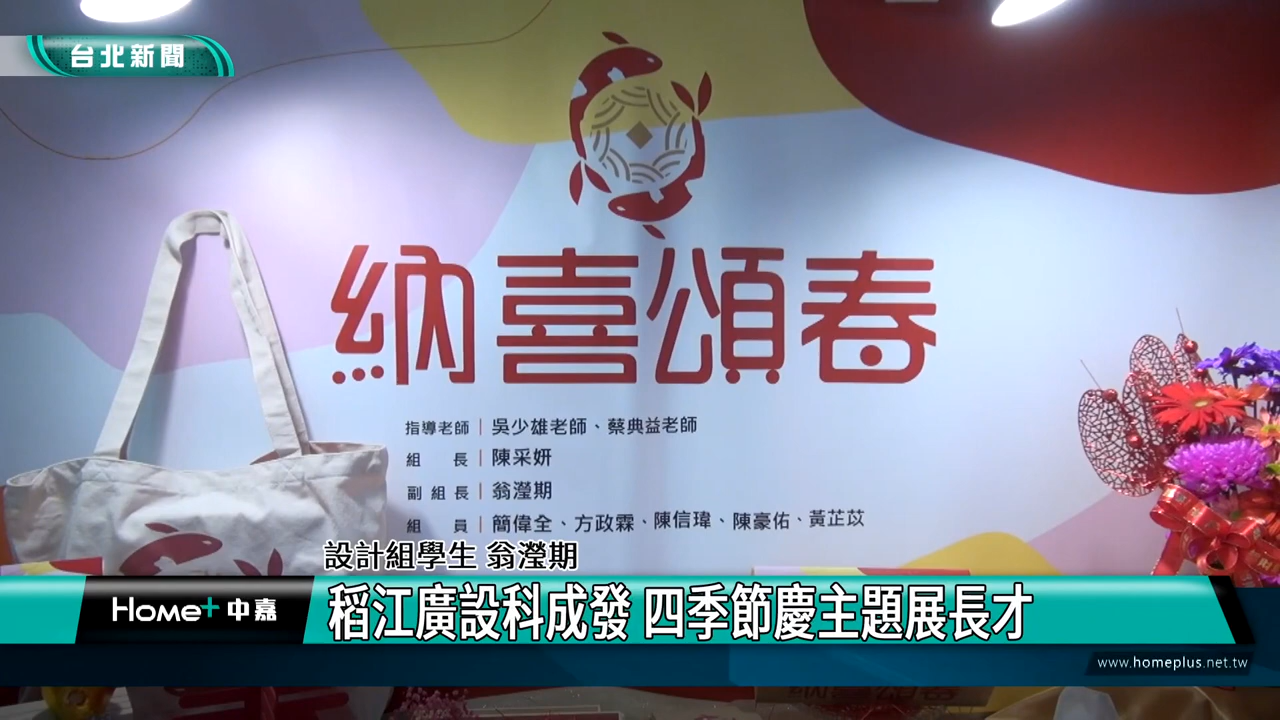 台北新聞
納喜頌春
指導老師｜吳少雄老師、蔡典益老師
組 長｜陳采妍
副組長｜翁瀅期
組 員｜簡偉全、方政霖、陳信瑋、陳豪佑、黃芷苡
設計組學生 翁瀅期
Home+中嘉
稻江廣設科成發 四季節慶主題展長才
www.homeplus.net.tw